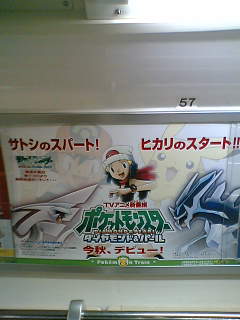 57
サトシのスパート! ヒカリのスタート!!
TVアニメ新番組
ポケットモンスター
ダイヤモンド&パール
今秋、デビュー!
Pokémon Train